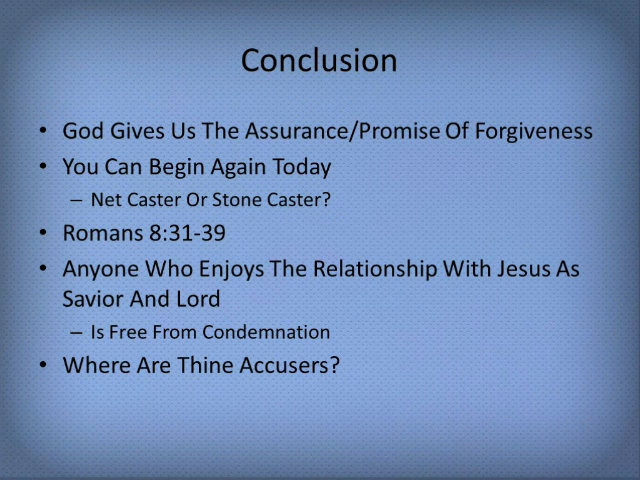 Conclusion
• God Gives Us The Assurance/Promise Of Forgiveness
• You Can Begin Again Today
– Net Caster Or Stone Caster?
• Romans 8:31-39
• Anyone Who Enjoys The Relationship With Jesus As
Savior And Lord
– Is Free From Condemnation
• Where Are Thine Accusers?